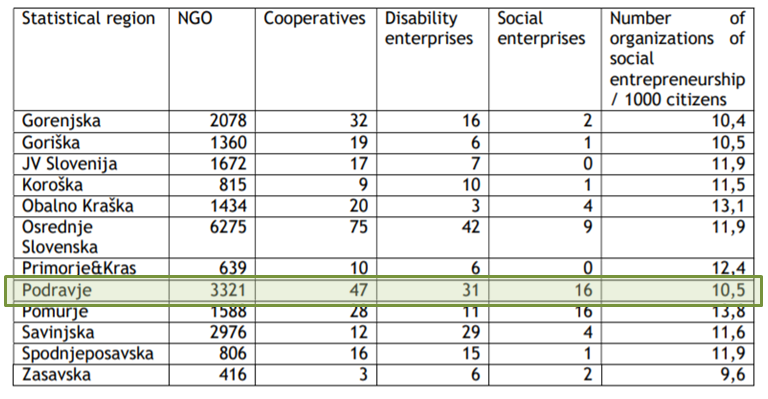 Statistical region NGO Cooperatives Disability enterprises Social enterprises Number of organizations of social entrepreneurship / 1000 citizens
Gorenjska 2078 32 16 2 10,4
Goriška 1360 19 6 1 10,5
JV Slovenija 1672 17 7 0 11,9
Koroška 815 9 10 1 11,5
Obalno Kraška 1434 20 3 4 13,1
Osrednje Slovenska 6275 75 42 9 11,9
Primorje&Kras 639 10 6 0 12,4
Podravje 3321 47 31 16 10,5
Pomurje 1588 28 11 16 13,8
Savinjska 2976 12 29 4 11,6
Spodnjeposavska 806 16 15 1 11,9
Zasavska 416 3 6 2 9,6